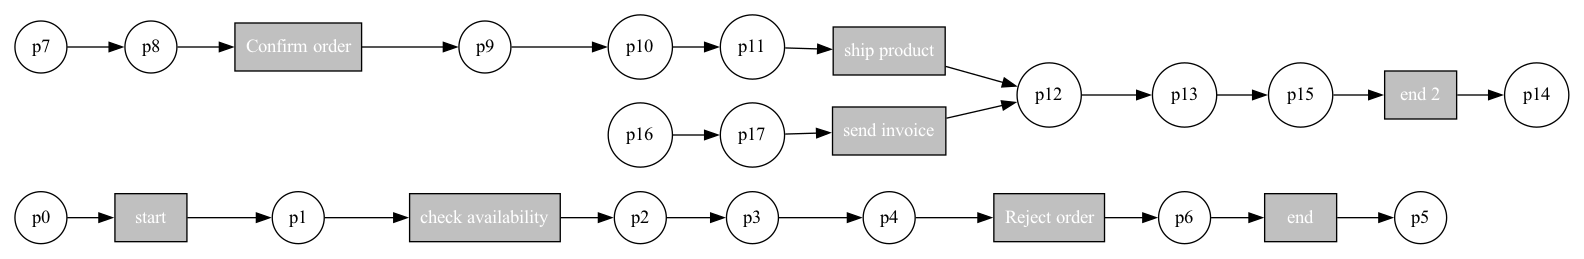 p7 p8 Confirm order p9 p10 p11 ship product
p12 p13 p15 end 2 p14
p16 p17 send invoice
p0 start p1 check availability p2 p3 p4 Reject order p6 end p5